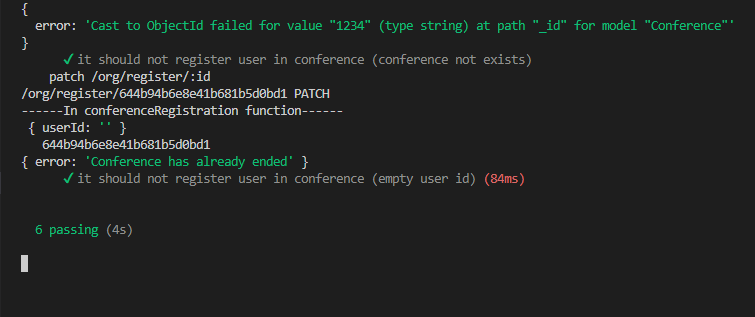 {
error: 'Cast to ObjectId failed for value "1234" (type string) at path "_id" for model "Conference"'
}
✔ it should not register user in conference (conference not exists)
patch /org/register/:id
/org/register/644b94b6e8e41b681b5d0bd1 PATCH
------In conferenceRegistration function------
{ userId: '' }
644b94b6e8e41b681b5d0bd1
{ error: 'Conference has already ended' }
✔ it should not register user in conference (empty user id) (84ms)
6 passing (4s)